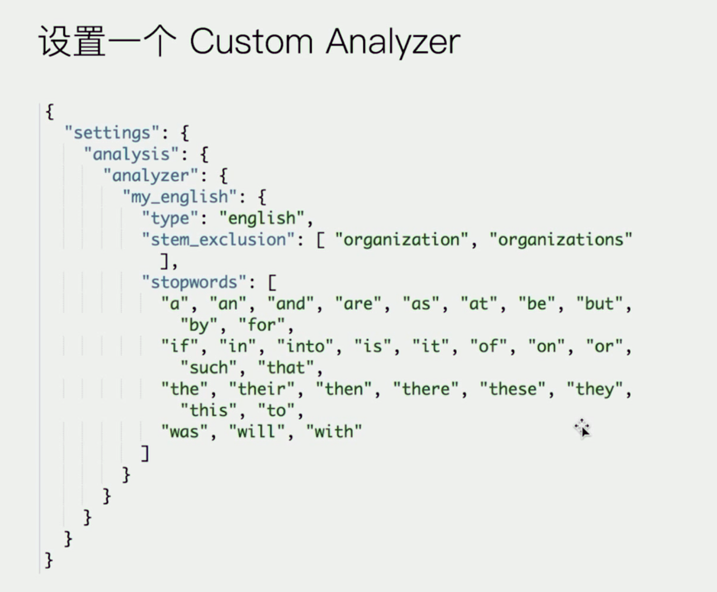 设置一个 Custom Analyzer
{
"settings": {
"analysis": {
"analyzer": {
"my_english": {
"type": "english",
"stem_exclusion": [ "organization", "organizations"
],
"stopwords": [
"a", "an", "and", "are", "as", "at", "be", "but",
"by", "for",
"if", "in", "into", "is", "it", "of", "on", "or",
"such", "that",
"the", "their", "then", "there", "these", "they",
"this", "to",
"was", "will", "with"
]
}
}
}
}
}